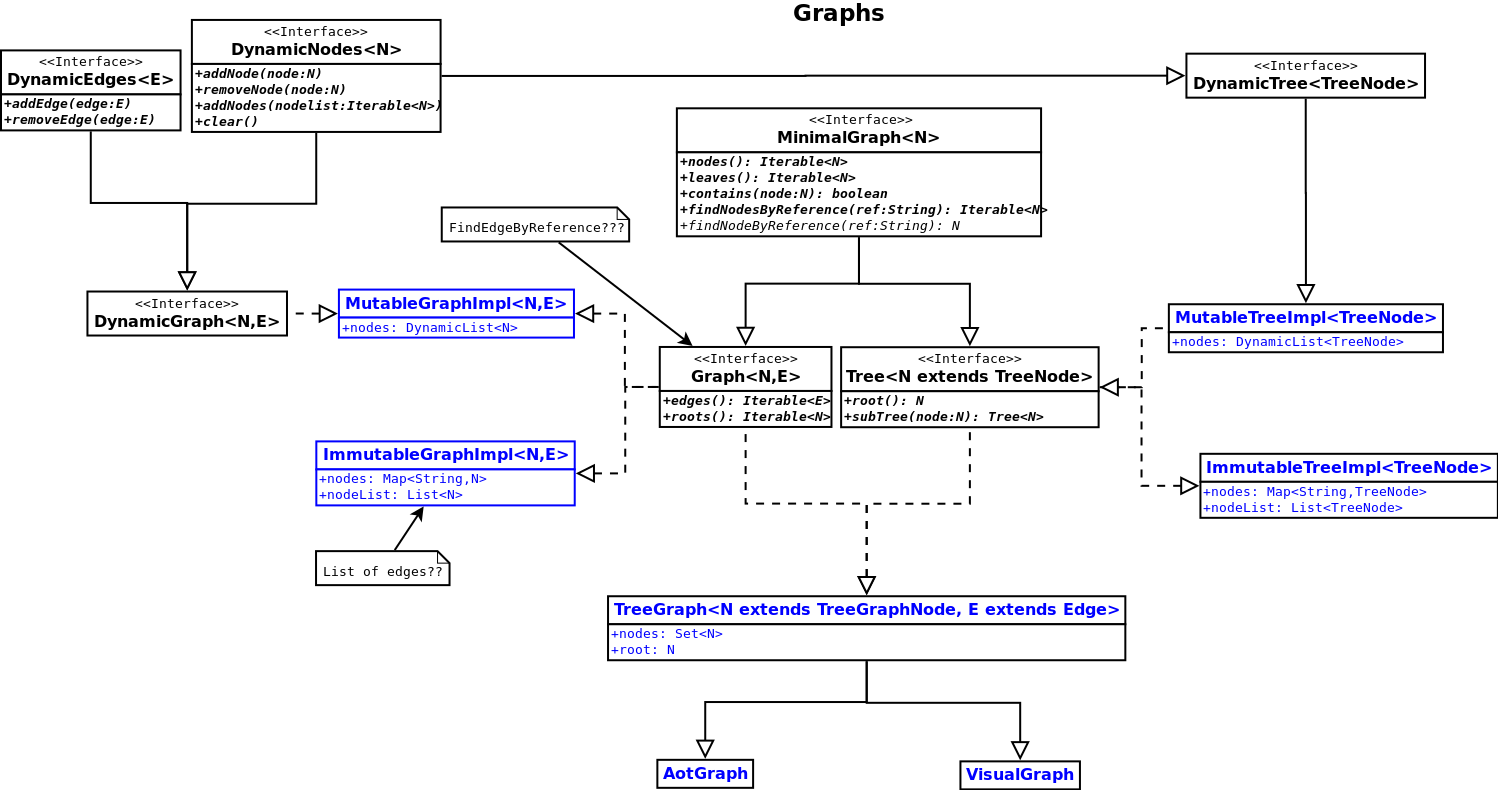 Graphs
<<Interface>>
DynamicEdges<E>
+addEdge(edge:E)
+removeEdge(edge:E)
<<Interface>>
DynamicNodes<N>
+addNode(node:N)
+removeNode(node:N)
+addNodes(nodelist:Iterable<N>)
+clear()
<<Interface>>
DynamicTree<TreeNode>
<<Interface>>
MinimalGraph<N>
+nodes(): Iterable<N>
+leaves(): Iterable<N>
+contains(node:N): boolean
+findNodesByReference(ref:String): Iterable<N>
+findNodeByReference(ref:String): N
FindEdgeByReference???
<<Interface>>
DynamicGraph<N,E>
MutableGraphImpl<N,E>
+nodes: DynamicList<N>
<<Interface>>
Graph<N,E>
+edges(): Iterable<E>
+roots(): Iterable<N>
<<Interface>>
Tree<N extends TreeNode>
+root(): N
+subTree(node:N): Tree<N>
MutableTreeImpl<TreeNode>
+nodes: DynamicList<TreeNode>
ImmutableGraphImpl<N,E>
+nodes: Map<String,N>
+nodeList: List<N>
ImmutableTreeImpl<TreeNode>
+nodes: Map<String,TreeNode>
+nodeList: List<TreeNode>
List of edges??
TreeGraph<N extends TreeGraphNode, E extends Edge>
+nodes: Set<N>
+root: N
AotGraph
VisualGraph